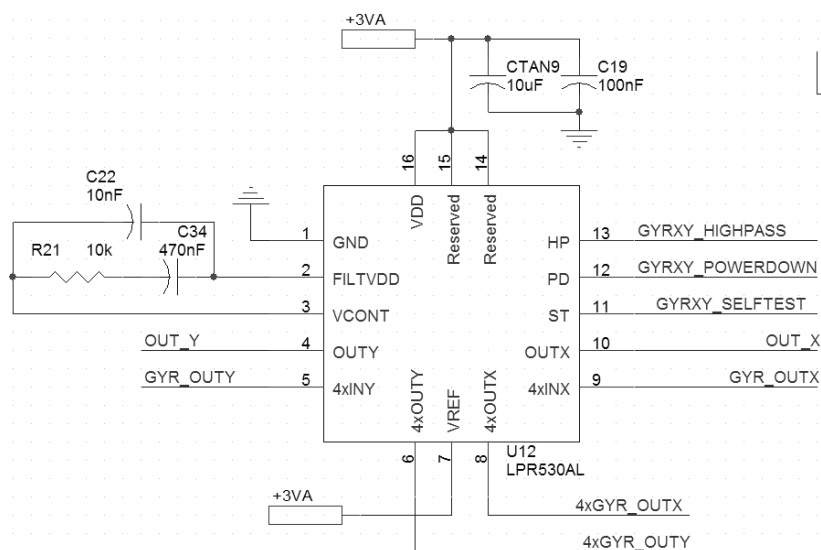 +3VA
CTAN9 C19
10uF 100nF
16 15 14
C22
10nF
VDD Reserved Reserved
C34
R21 10k 470nF
1 GND HP 13 GYRXY_HIGHPASS
2 FILTVDD PD 12 GYRXY_POWERDOWN
3 VCONT ST 11 GYRXY_SELFTEST
OUT_Y 4 OUTY OUTX 10 OUT_X
GYR_OUTY 5 4xINY 4xINX 9 GYR_OUTX
4xOUTY VREF 4xOUTX
6 7 8
U12
LPR530AL
+3VA
4xGYR_OUTX
4xGYR_OUTY